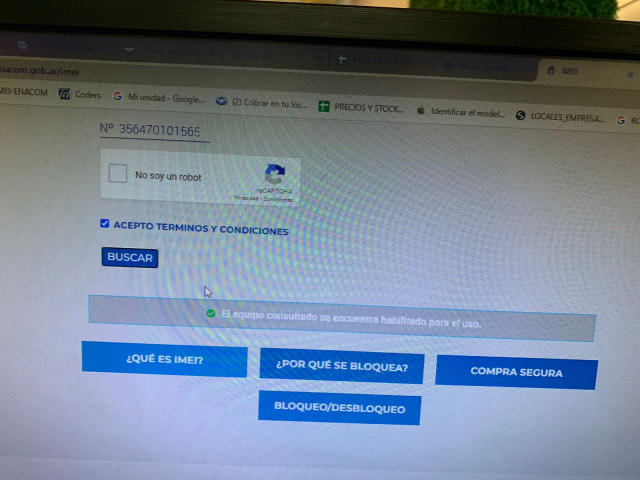 IMEI
enacom.gob.ar/imei
MEI-ENACOM Coders Mi unidad - Google... (2) Cobrar en tu loc... PRECIOS Y STOCK... Identificar el model... LOCALES_EMPRESA...
Nº 356470101565
No soy un robot
reCAPTCHA
Privacidad - Condiciones
ACEPTO TERMINOS Y CONDICIONES
BUSCAR
El equipo consultado se encuentra habilitado para el uso.
¿QUÉ ES IMEI? ¿POR QUÉ SE BLOQUEA? COMPRA SEGURA
BLOQUEO/DESBLOQUEO